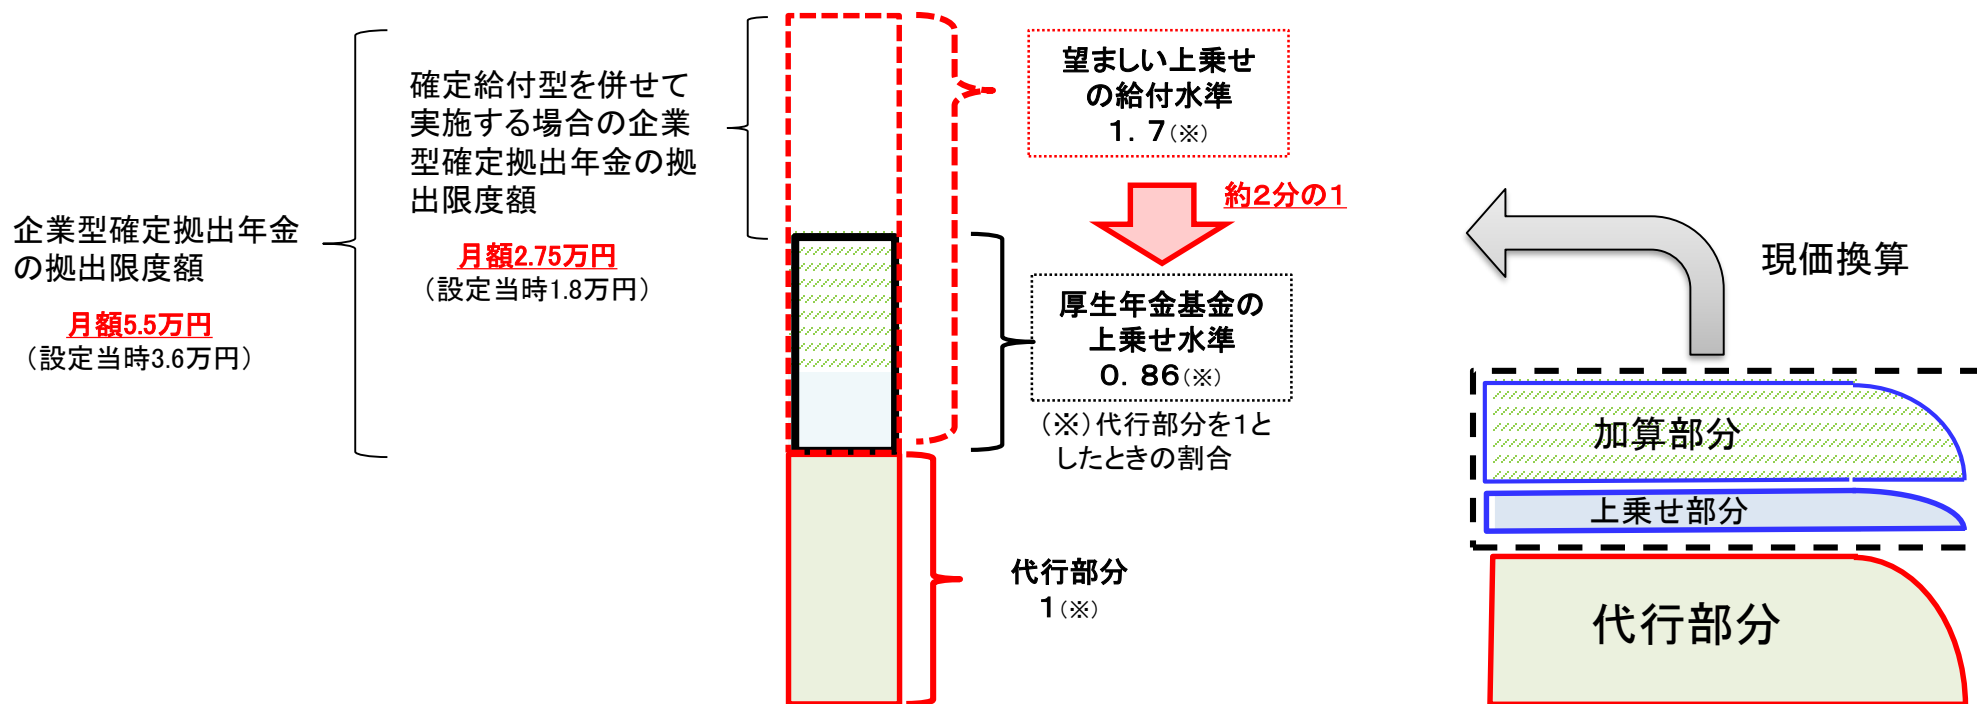 企業型確定拠出年金
の拠出限度額
月額5.5万円
（設定当時3.6万円）
確定給付型を併せて
実施する場合の企業
型確定拠出年金の拠
出限度額
月額2.75万円
（設定当時1.8万円）
望ましい上乗せ
の給付水準
１．７（※）
約2分の1
厚生年金基金の
上乗せ水準
０．８６（※）
（※）代行部分を1と
したときの割合
代行部分
１（※）
現価換算
加算部分
上乗せ部分
代行部分